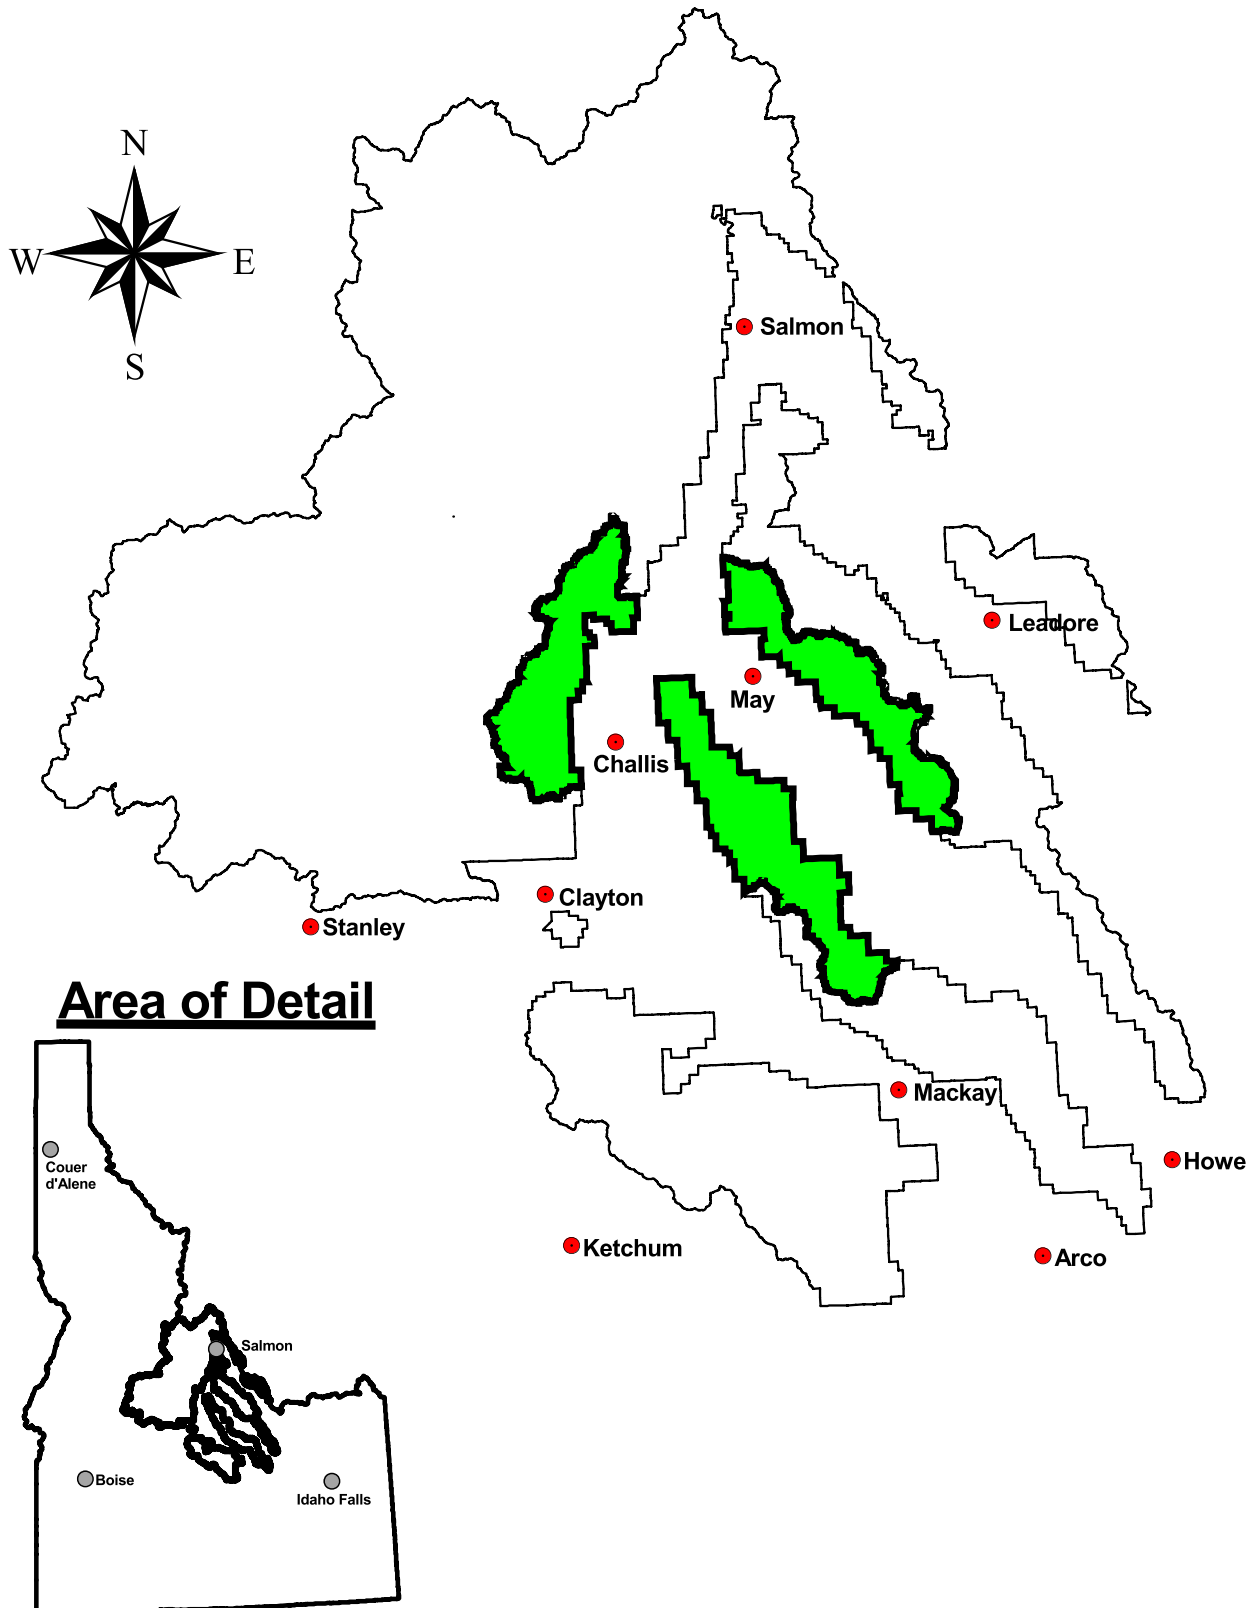 N
W
E
S
Salmon
Leadore
May
Challis
Clayton
Stanley
Area of Detail
Mackay
Howe
Ketchum
Arco
Couer
d'Alene
Salmon
Boise
Idaho Falls